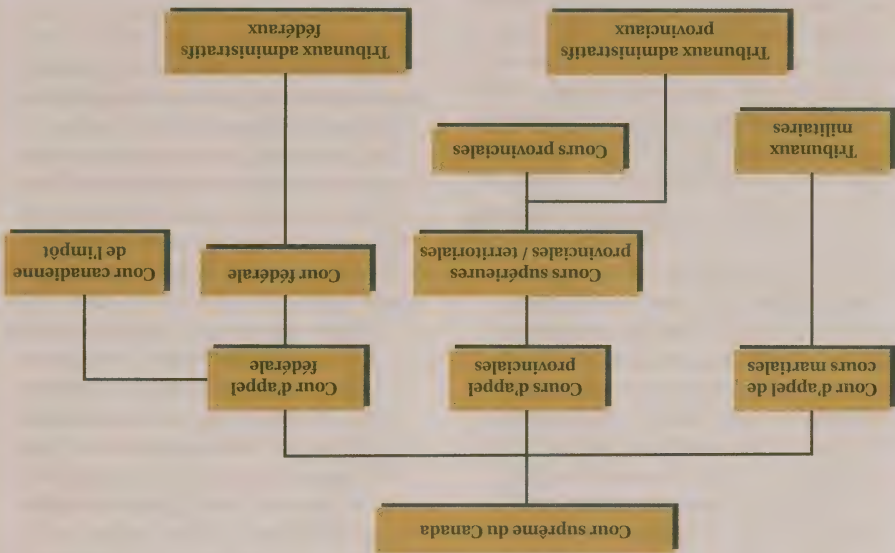 Cour suprême du Canada
Cour d'appel de
cours martiales
Cours d'appel
provinciales
Cour d'appel
fédérale
Cours supérieures
provinciales / territoriales
Cour fédérale
Cour canadienne
de l'impôt
Tribunaux
militaires
Cours provinciales
Tribunaux administratifs
provinciaux
Tribunaux administratifs
fédéraux